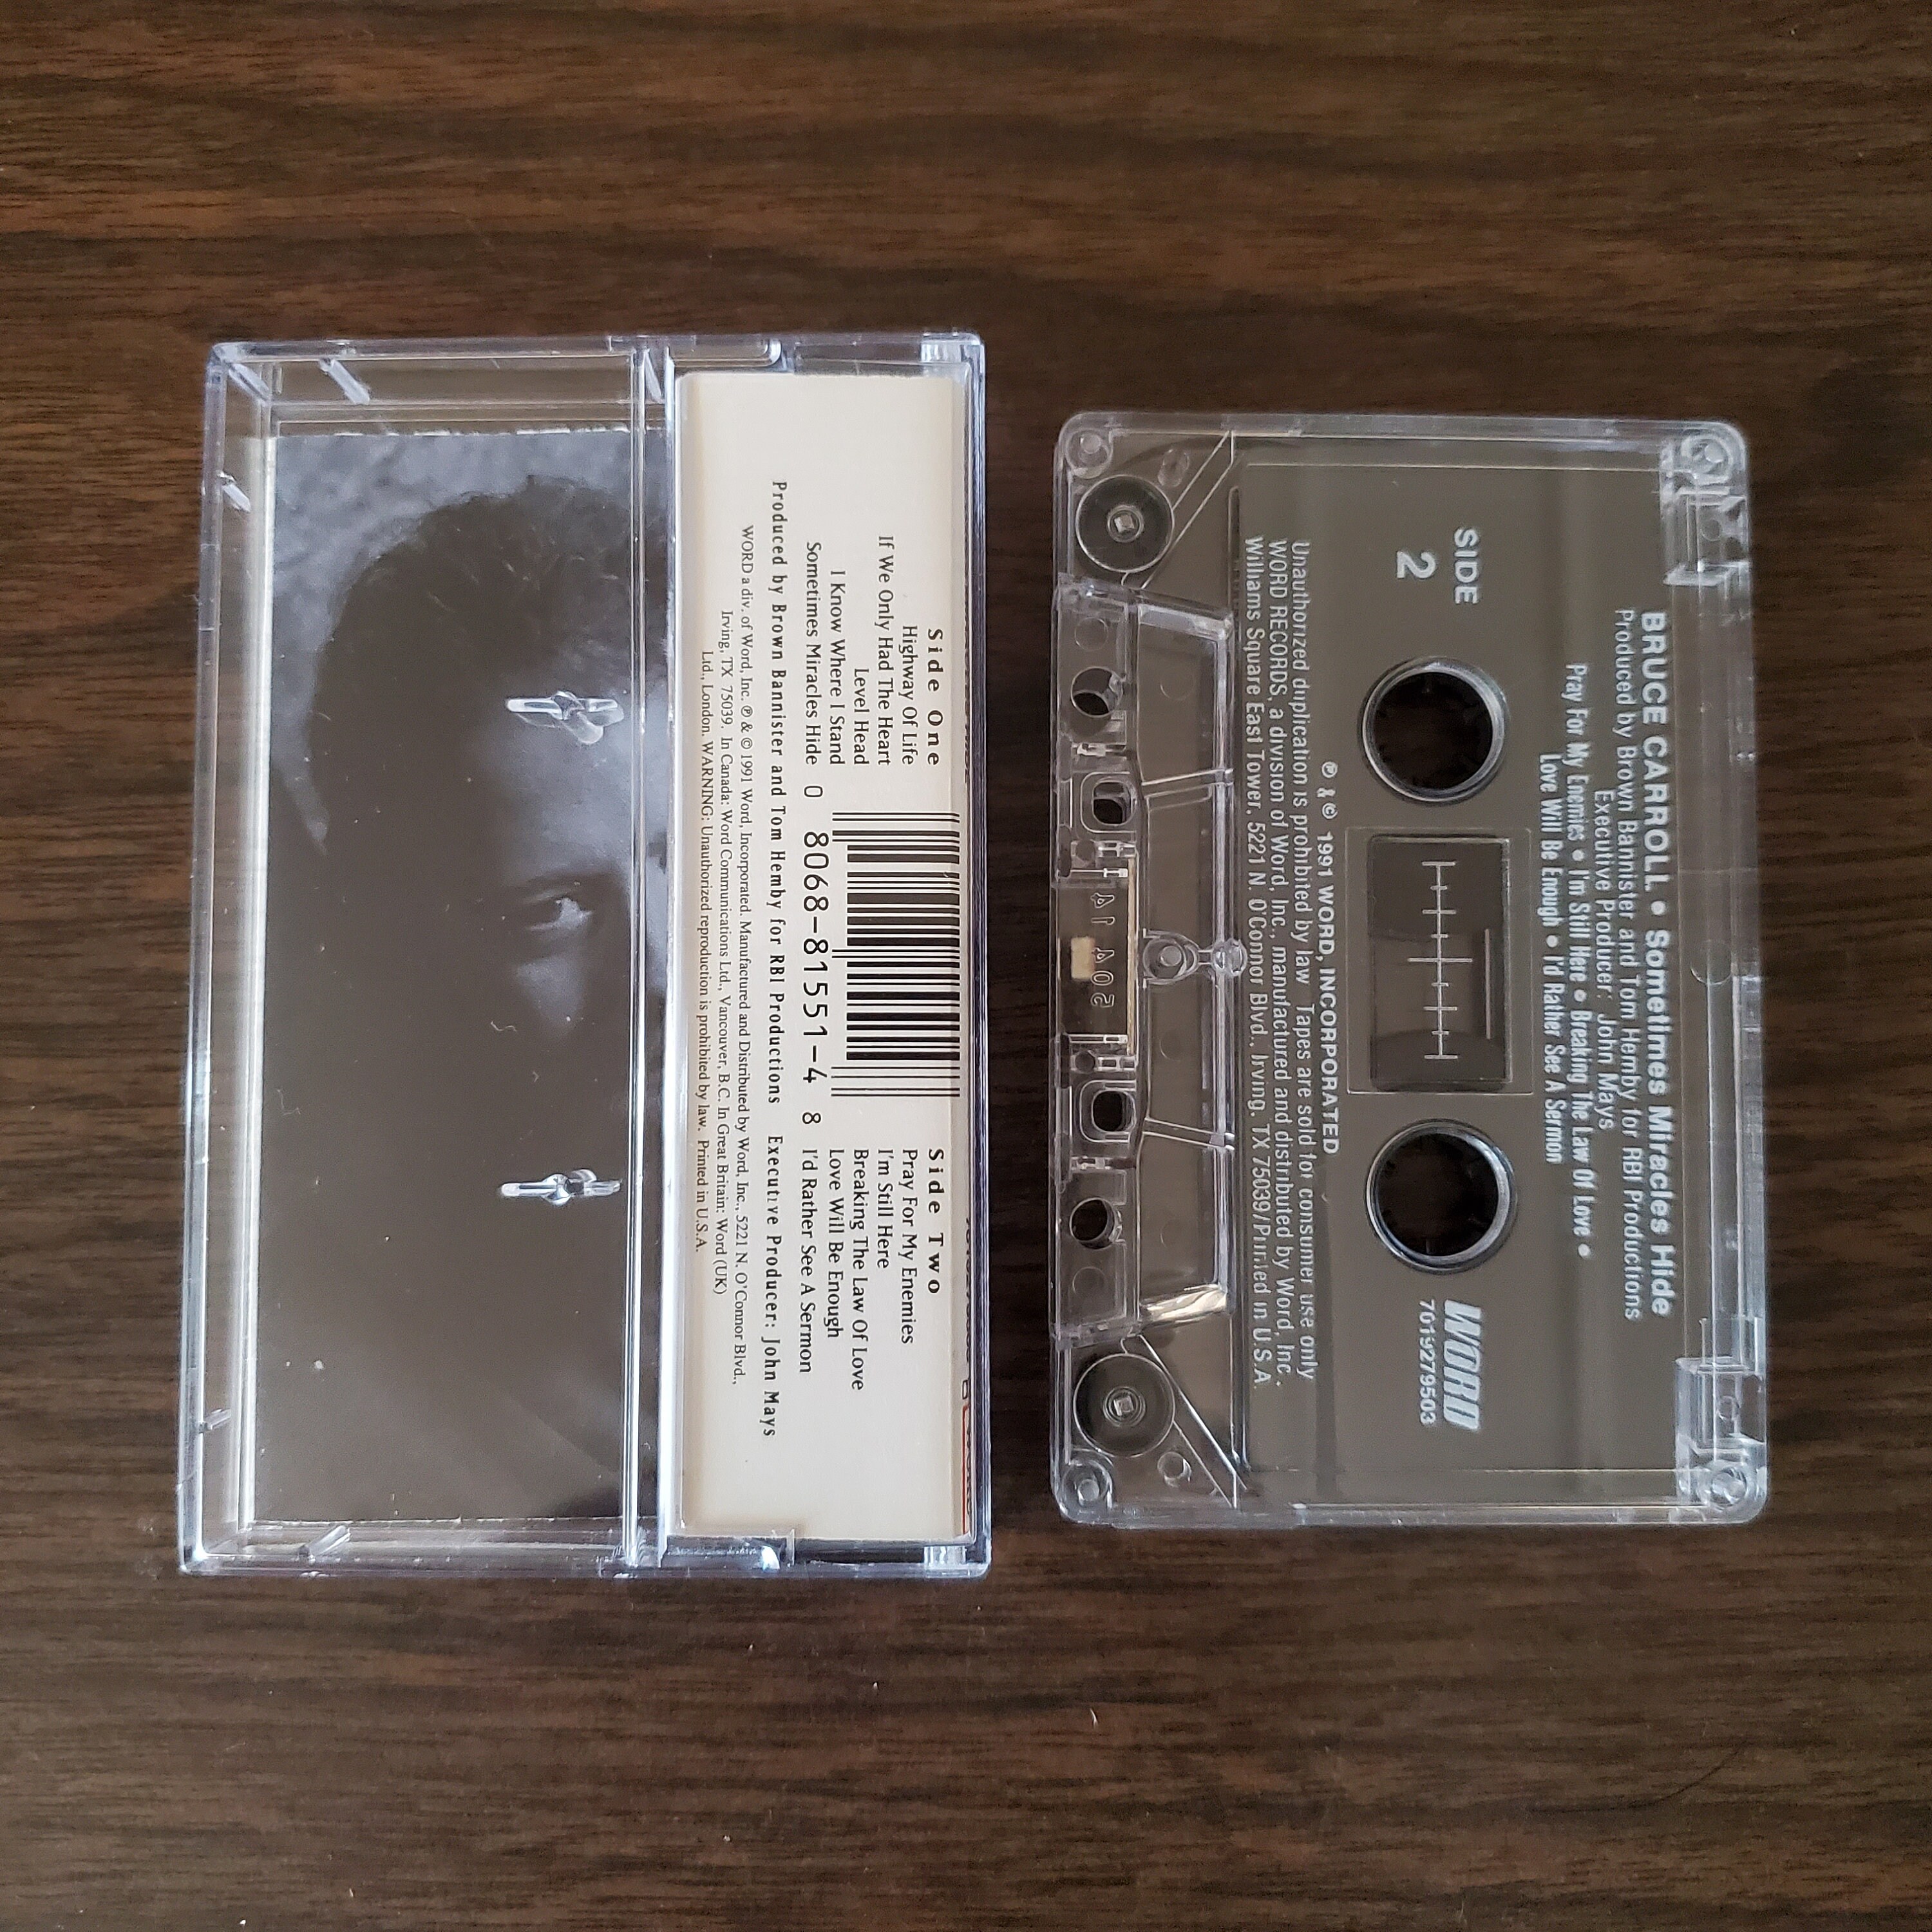 Side One
Highway Of Life
If We Only Had The Heart
Level Head
I Know Where I Stand
Sometimes Miracles Hide
0 8068-81551-4 8
Side Two
Pray For My Enemies
I'm Still Here
Breaking The Law Of Love
Love Will Be Enough
I'd Rather See A Sermon
Produced by Brown Bannister and Tom Hemby for RBI Productions Executive Producer: John Mays
WORD a div. of Word, Inc. ℗ & © 1991 Word, Incorporated. Manufactured and Distributed by Word, Inc., 5221 N. O'Connor Blvd.,
Irving, TX 75039. In Canada: Word Communications Ltd., Vancouver, B.C. In Great Britain: Word (UK)
Ltd., London. WARNING: Unauthorized reproduction is prohibited by law. Printed in U.S.A.
BRUCE CARROLL • Sometimes Miracles Hide
Produced by Brown Bannister and Tom Hemby for RBI Productions
Executive Producer: John Mays
Pray For My Enemies • I'm Still Here • Breaking The Law Of Love •
Love Will Be Enough • I'd Rather See A Sermon
SIDE
2
WORD
7019279503
℗ & © 1991 WORD, INCORPORATED
Unauthorized duplication is prohibited by law Tapes are sold for consumer use only
WORD RECORDS, a division of Word, Inc, manufactured and distributed by Word, Inc.,
Williams Square East Tower, 5221 N. O'Connor Blvd., Irving, TX 75039/Printed in U.S.A.